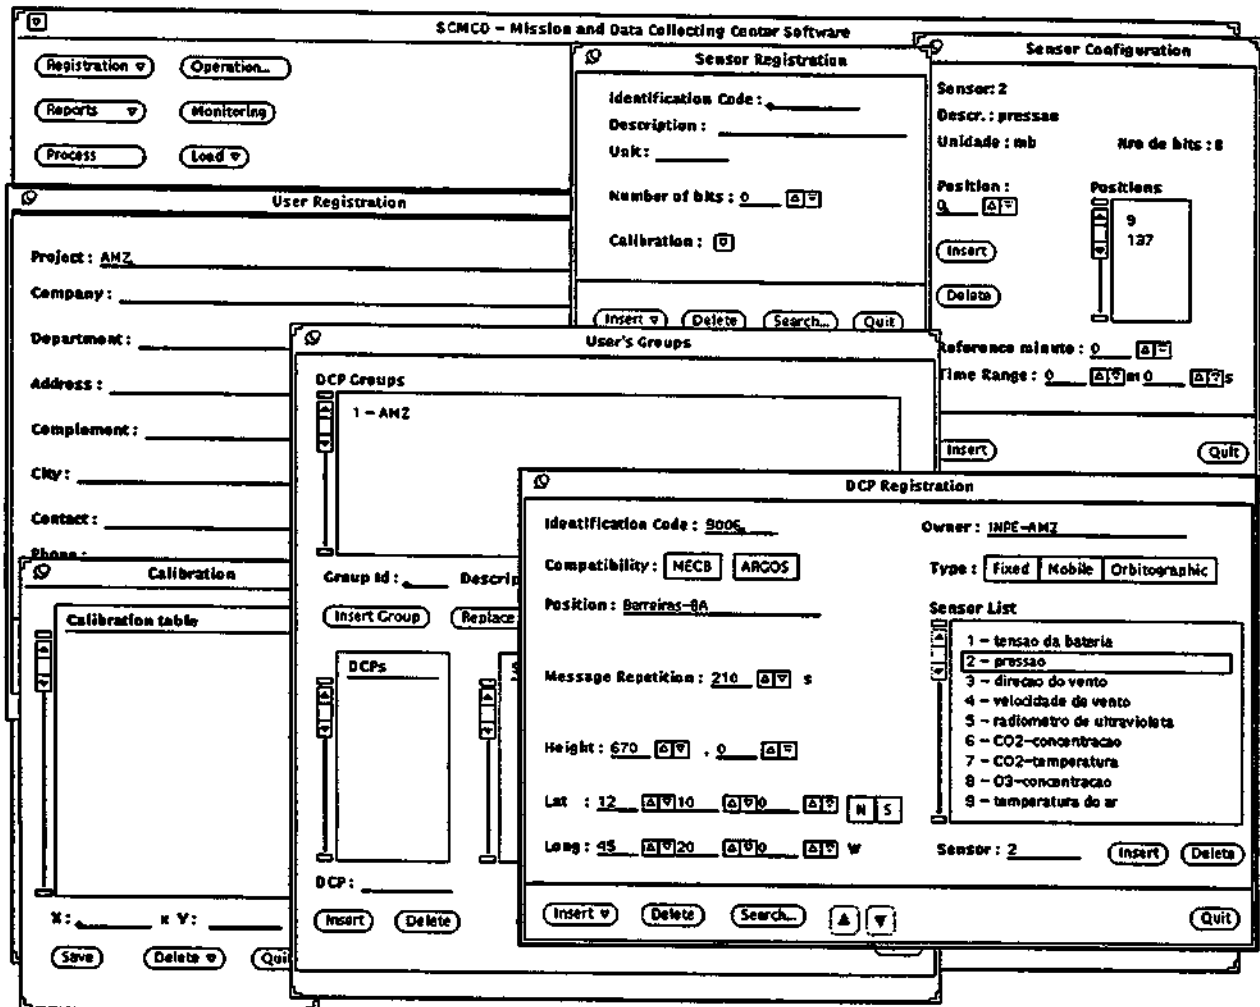 SCMCD - Mission and Data Collecting Center Software
Registration
Operation...
Reports
Monitoring
Process
Load
Sensor Registration
Identification Code :
Description :
Unit:
Number of bits : 0
Calibration :
Insert
Delete
Search...
Quit
Sensor Configuration
Sensor: 2
Descr. : pressao
Unidade : mb
Nro de bits : 8
Position :
0
Positions
9
137
Insert
Delete
Reference minute : 0
Time Range : 0 m 0 s
Insert
Quit
User Registration
Project : AMZ
Company :
Department :
Address :
Complement :
City :
Contact :
Phone :
User's Groups
DCP Groups
1 - AMZ
Group Id :
Descrip
Insert Group
Replace
DCPs
DCP:
Insert
Delete
Calibration
Calibration table
X: x Y:
Save
Delete
Qui
DCP Registration
Identification Code : 9006
Owner : INPE-AMZ
Compatibility : MECB ARGOS
Type : Fixed Mobile Orbitographic
Position : Barreiras-BA
Sensor List
1 - tensao da bateria
2 - pressao
3 - direcao do vento
4 - velocidade de vento
5 - radiometro de ultravioleta
6 - CO2-concentracao
7 - CO2-temperatura
8 - O3-concentracao
9 - temperatura do ar
Message Repetition : 210 s
Height : 670 . 0
Lat : 12 10 0 N S
Long : 45 20 0 W
Sensor : 2
Insert
Delete
Insert
Delete
Search...
Quit